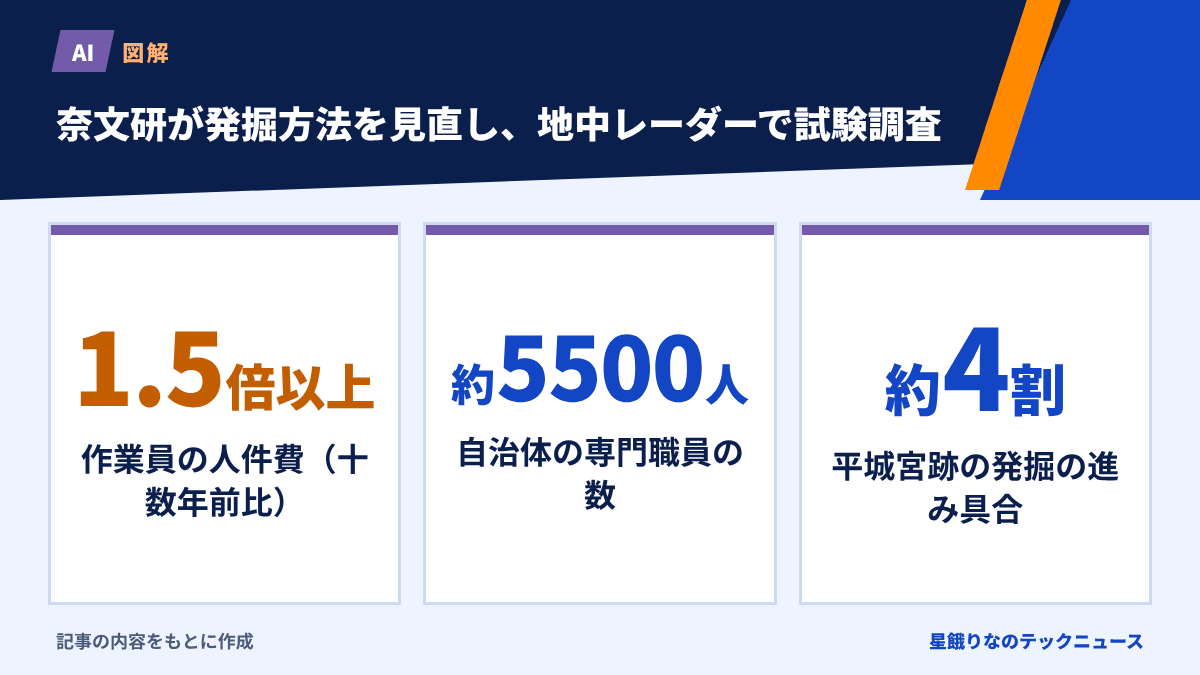 AI 図解
奈文研が発掘方法を見直し、地中レーダーで試験調査
1.5倍以上
作業員の人件費（十
数年前比）
約5500人
自治体の専門職員の
数
約4割
平城宮跡の発掘の進
み具合
記事の内容をもとに作成
星餓りなのテックニュース